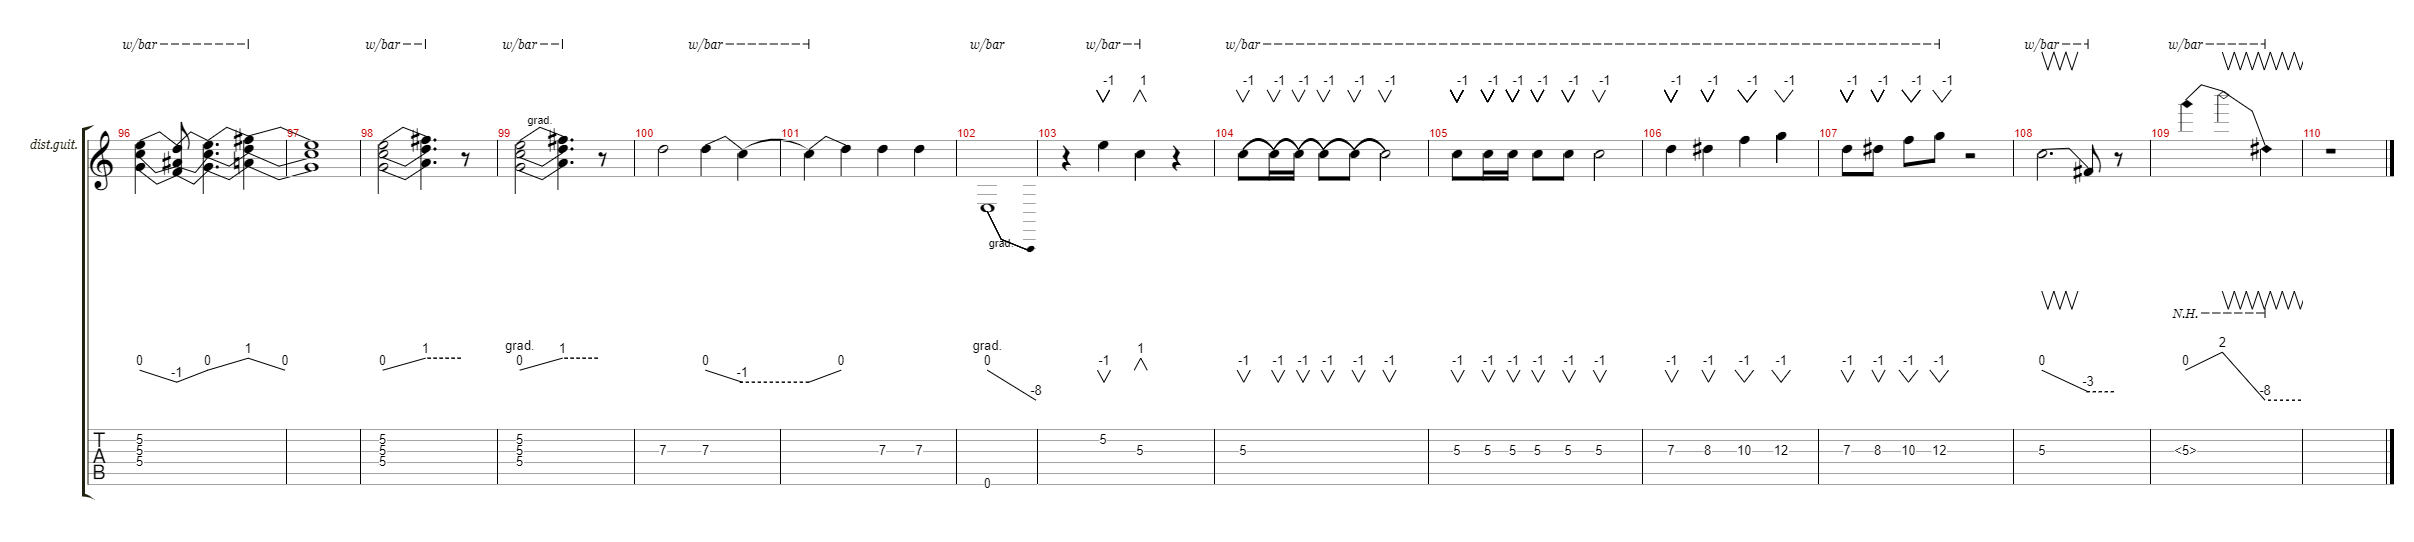 w/bar w/bar w/bar w/bar w/bar w/bar w/bar w/bar w/bar
-1 1 -1 -1 -1 -1 -1 -1 -1 -1 -1 -1 -1 -1 -1 -1 -1 -1 -1 -1 -1 -1
grad.
96 97 98 99 100 101 102 103 104 105 106 107 108 109 110
dist.guit.
grad.
N.H.
grad. grad.
1 1 1 1 2
0 0 0 0 0 0 0 0 -1 -1 -1 -1 -1 -1 -1 -1 -1 -1 -1 -1 -1 -1 -1 -1 -1 -1 -1 -1 0 0
-1 -1 -3
-8 -8
T
A
B
5 5 5 5
5 5 5 7 7 7 7 5 5 5 5 5 5 5 5 7 8 10 12 7 8 10 12 5 <5>
5 5 5
0